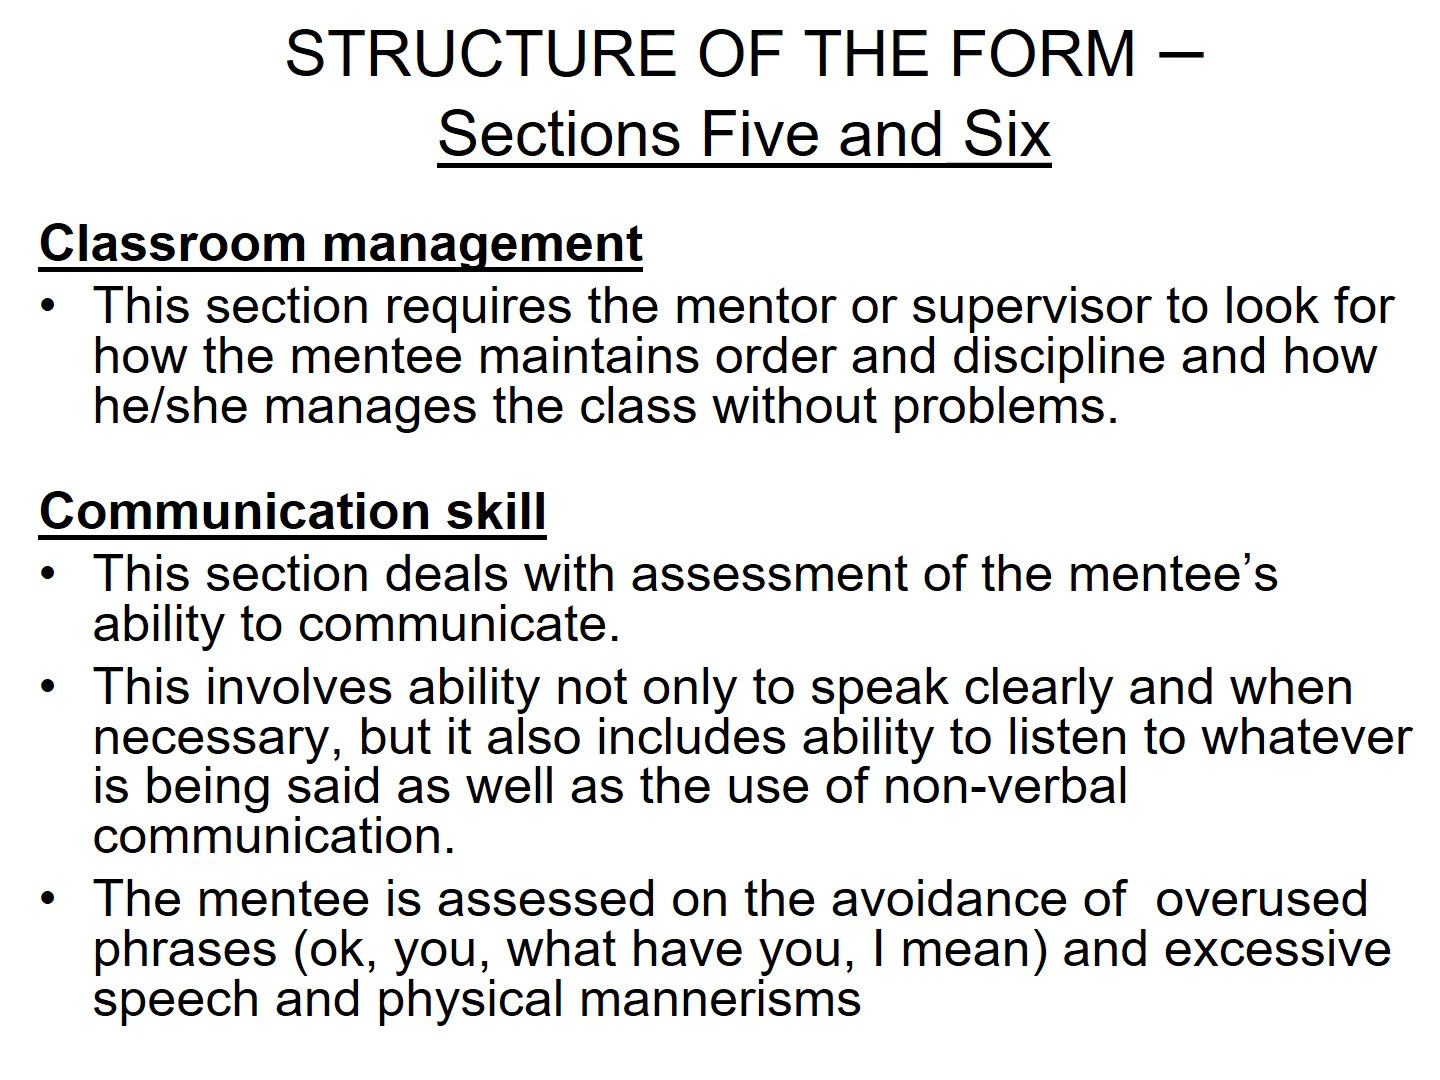 STRUCTURE OF THE FORM –
Sections Five and Six
Classroom management
• This section requires the mentor or supervisor to look for
how the mentee maintains order and discipline and how
he/she manages the class without problems.
Communication skill
• This section deals with assessment of the mentee’s
ability to communicate.
• This involves ability not only to speak clearly and when
necessary, but it also includes ability to listen to whatever
is being said as well as the use of non-verbal
communication.
• The mentee is assessed on the avoidance of  overused
phrases (ok, you, what have you, I mean) and excessive
speech and physical mannerisms